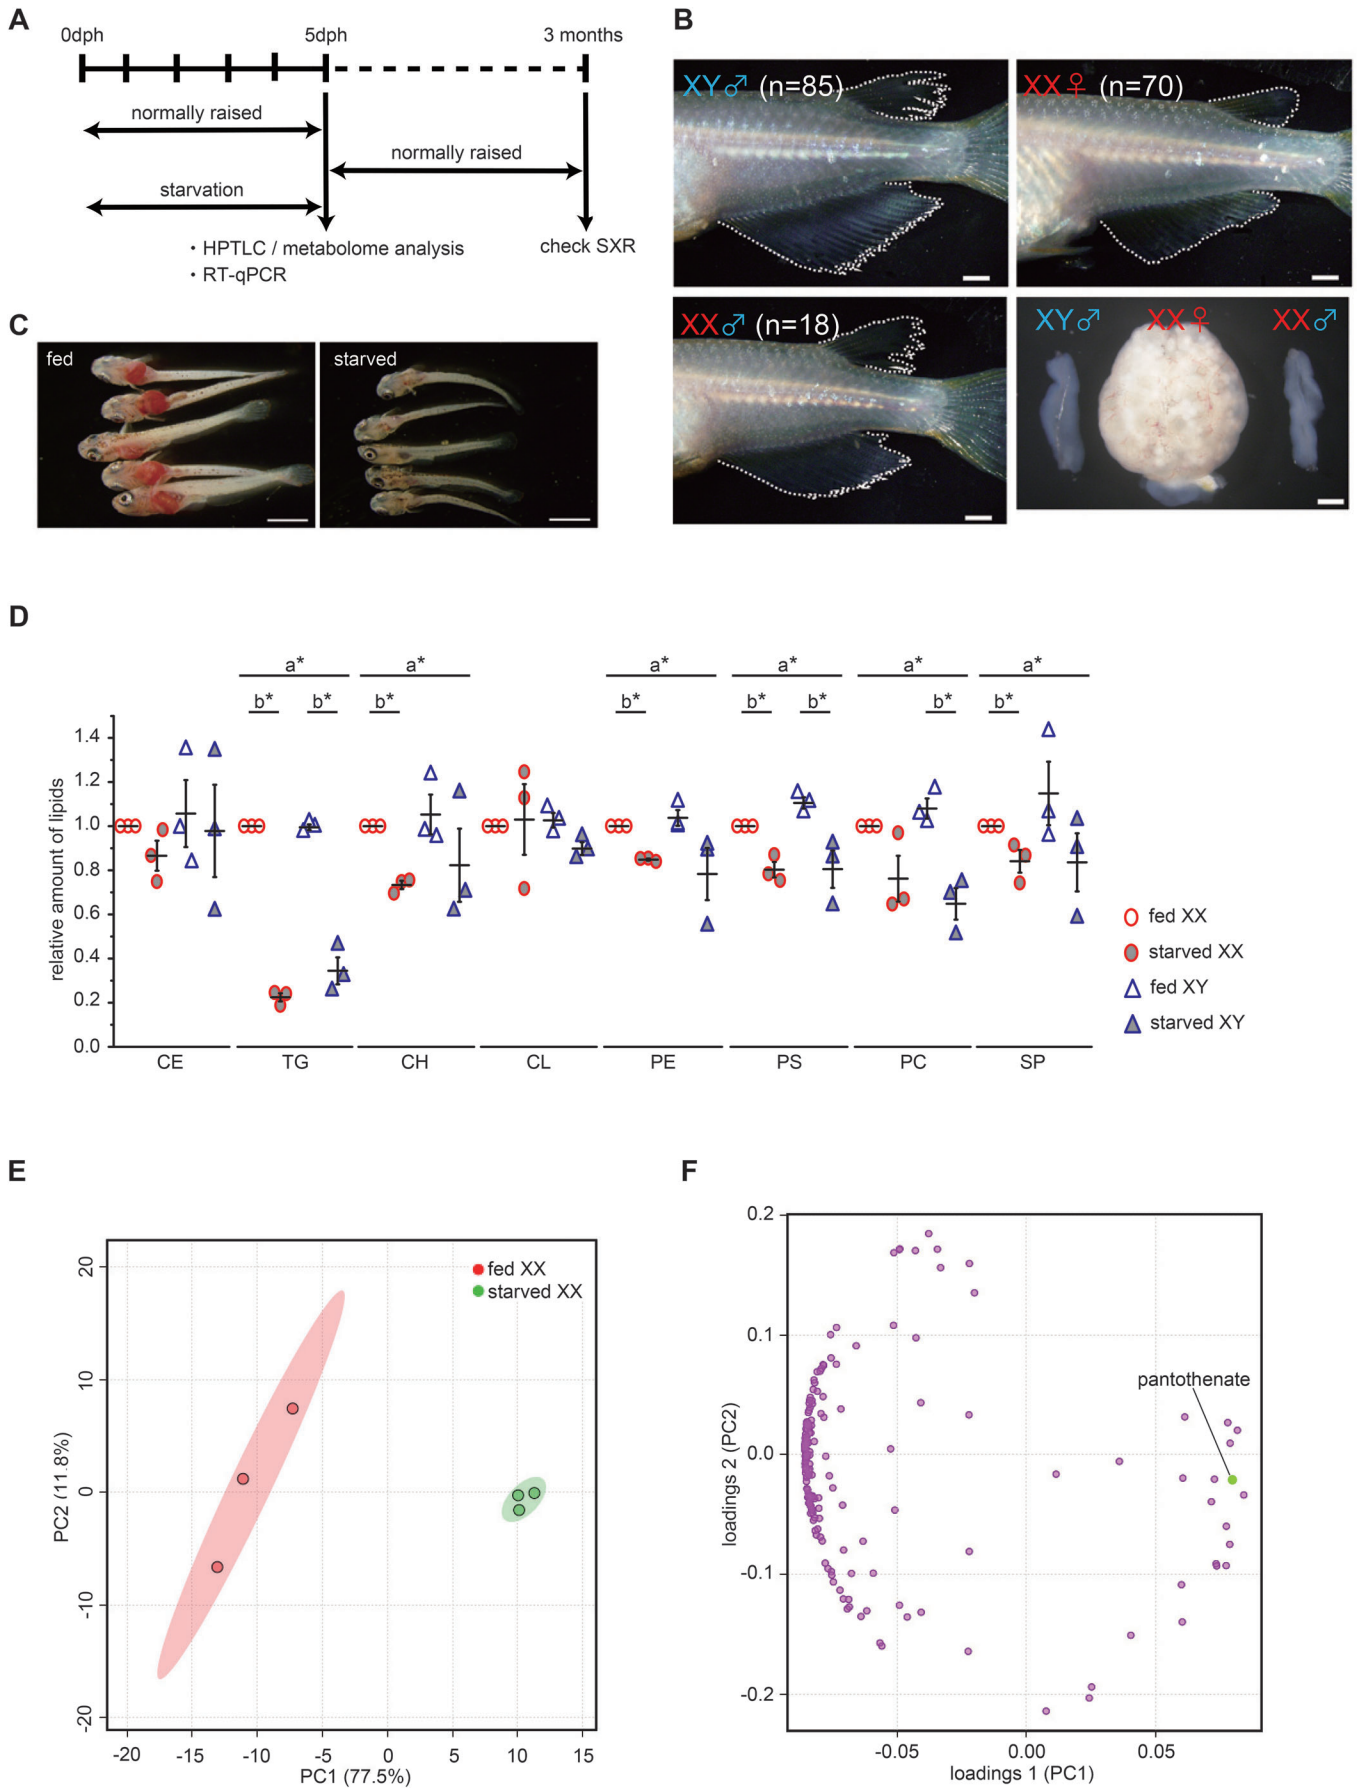 A
0dph 5dph 3 months
normally raised
normally raised
starvation
· HPTLC / metabolome analysis
· RT-qPCR
check SXR
B
XY♂ (n=85)
XX♀ (n=70)
XX♂ (n=18)
XY♂ XX♀ XX♂
C
fed
starved
D
a* a* a* a* a* a*
b* b* b* b* b* b* b* b*
relative amount of lipids
1.4
1.2
1.0
0.8
0.6
0.4
0.2
0.0
CE TG CH CL PE PS PC SP
fed XX
starved XX
fed XY
starved XY
E
fed XX
starved XX
PC2 (11.8%)
20
10
0
-10
-20
-20 -15 -10 -5 0 5 10 15
PC1 (77.5%)
F
pantothenate
loadings 2 (PC2)
0.2
0.1
0.0
-0.1
-0.2
-0.05 0.00 0.05
loadings 1 (PC1)